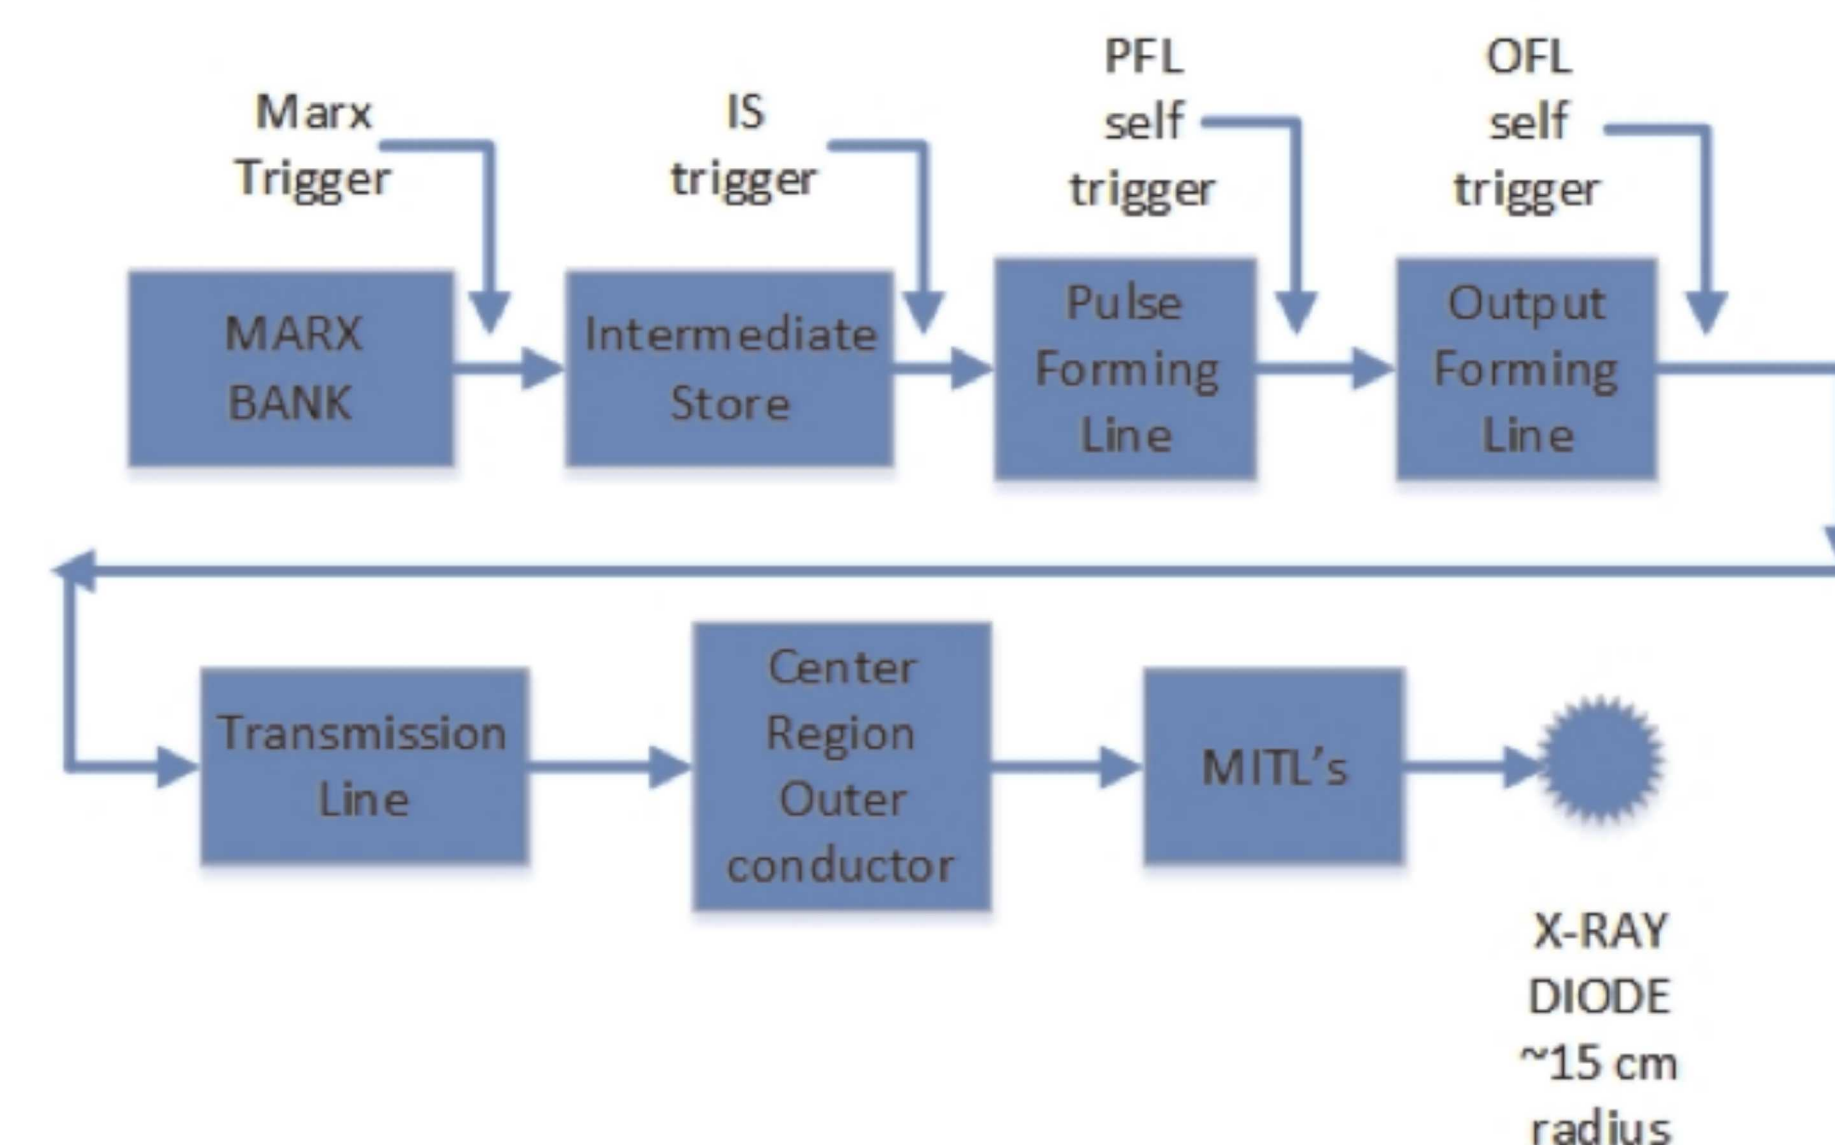 Marx
Trigger
IS
trigger
PFL
self
trigger
OFL
self
trigger
MARX
BANK
Intermediate
Store
Pulse
Forming
Line
Output
Forming
Line
Transmission
Line
Center
Region
Outer
conductor
MITL’s
X-RAY
DIODE
~15 cm
radius